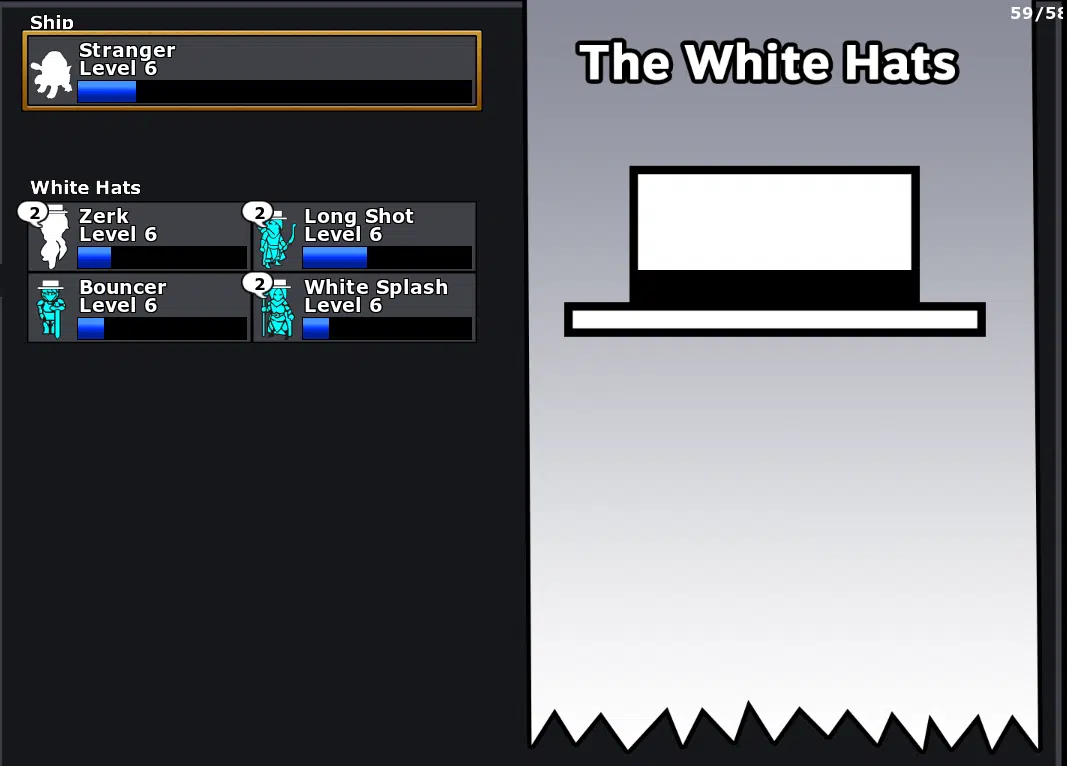 Ship
Stranger
Level 6
White Hats
2
Zerk
Level 6
2
Long Shot
Level 6
Bouncer
Level 6
2
White Splash
Level 6
59/58
The White Hats